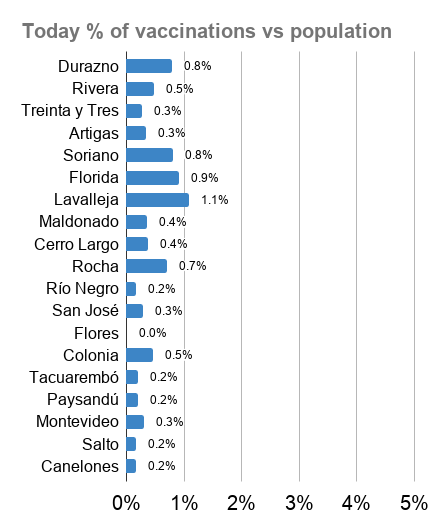 Today % of vaccinations vs population
Durazno 0.8%
Rivera 0.5%
Treinta y Tres 0.3%
Artigas 0.3%
Soriano 0.8%
Florida 0.9%
Lavalleja 1.1%
Maldonado 0.4%
Cerro Largo 0.4%
Rocha 0.7%
Río Negro 0.2%
San José 0.3%
Flores 0.0%
Colonia 0.5%
Tacuarembó 0.2%
Paysandú 0.2%
Montevideo 0.3%
Salto 0.2%
Canelones 0.2%
0% 1% 2% 3% 4% 5%